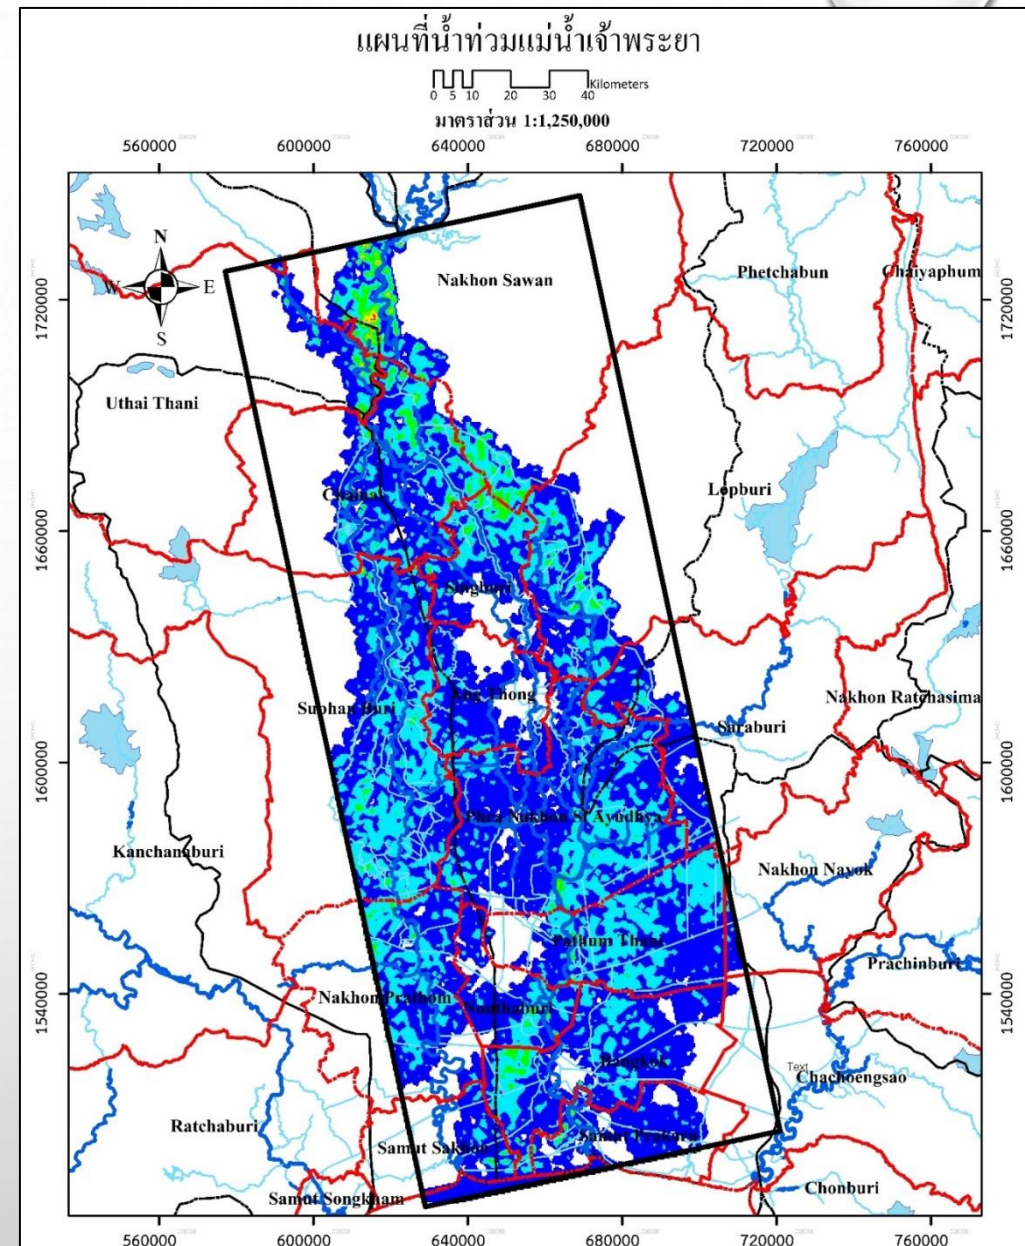 แผนที่น้ำท่วมแม่น้ำเจ้าพระยา
0 5 10 20 30 40 Kilometers
มาตราส่วน 1:1,250,000
560000 600000 640000 680000 720000 760000
N
W E
S
1720000 1720000
Nakhon Sawan
Phetchabun
Chaiyaphum
Uthai Thani
Chainat
Lopburi
1660000 1660000
Singburi
Ang Thong
Suphan Buri
Nakhon Ratchasima
Saraburi
1600000 1600000
Phra Nakhon Si Ayudhya
Kanchanaburi
Nakhon Nayok
Pathum Thani
Prachinburi
Nakhon Prathom
Nonthaburi
1540000 1540000
Bangkok
Text
Chachoengsao
Ratchaburi
Samut Prakarn
Samut Sakhon
Chonburi
Samut Songkham
560000 600000 640000 680000 720000 760000